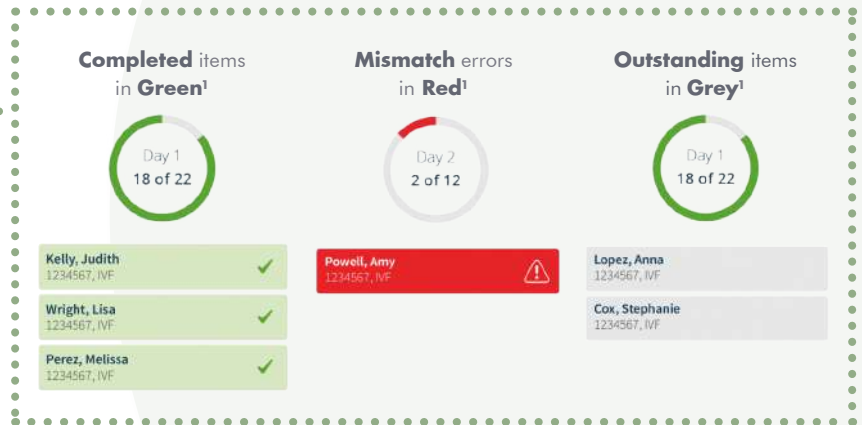 Completed items
in Green¹
Day 1
18 of 22
Kelly, Judith
1234567, IVF
Wright, Lisa
1234567, IVF
Perez, Melissa
1234567, IVF
Mismatch errors
in Red¹
Day 2
2 of 12
Powell, Amy
1234567, IVF
Outstanding items
in Grey¹
Day 1
18 of 22
Lopez, Anna
1234567, IVF
Cox, Stephanie
1234567, IVF